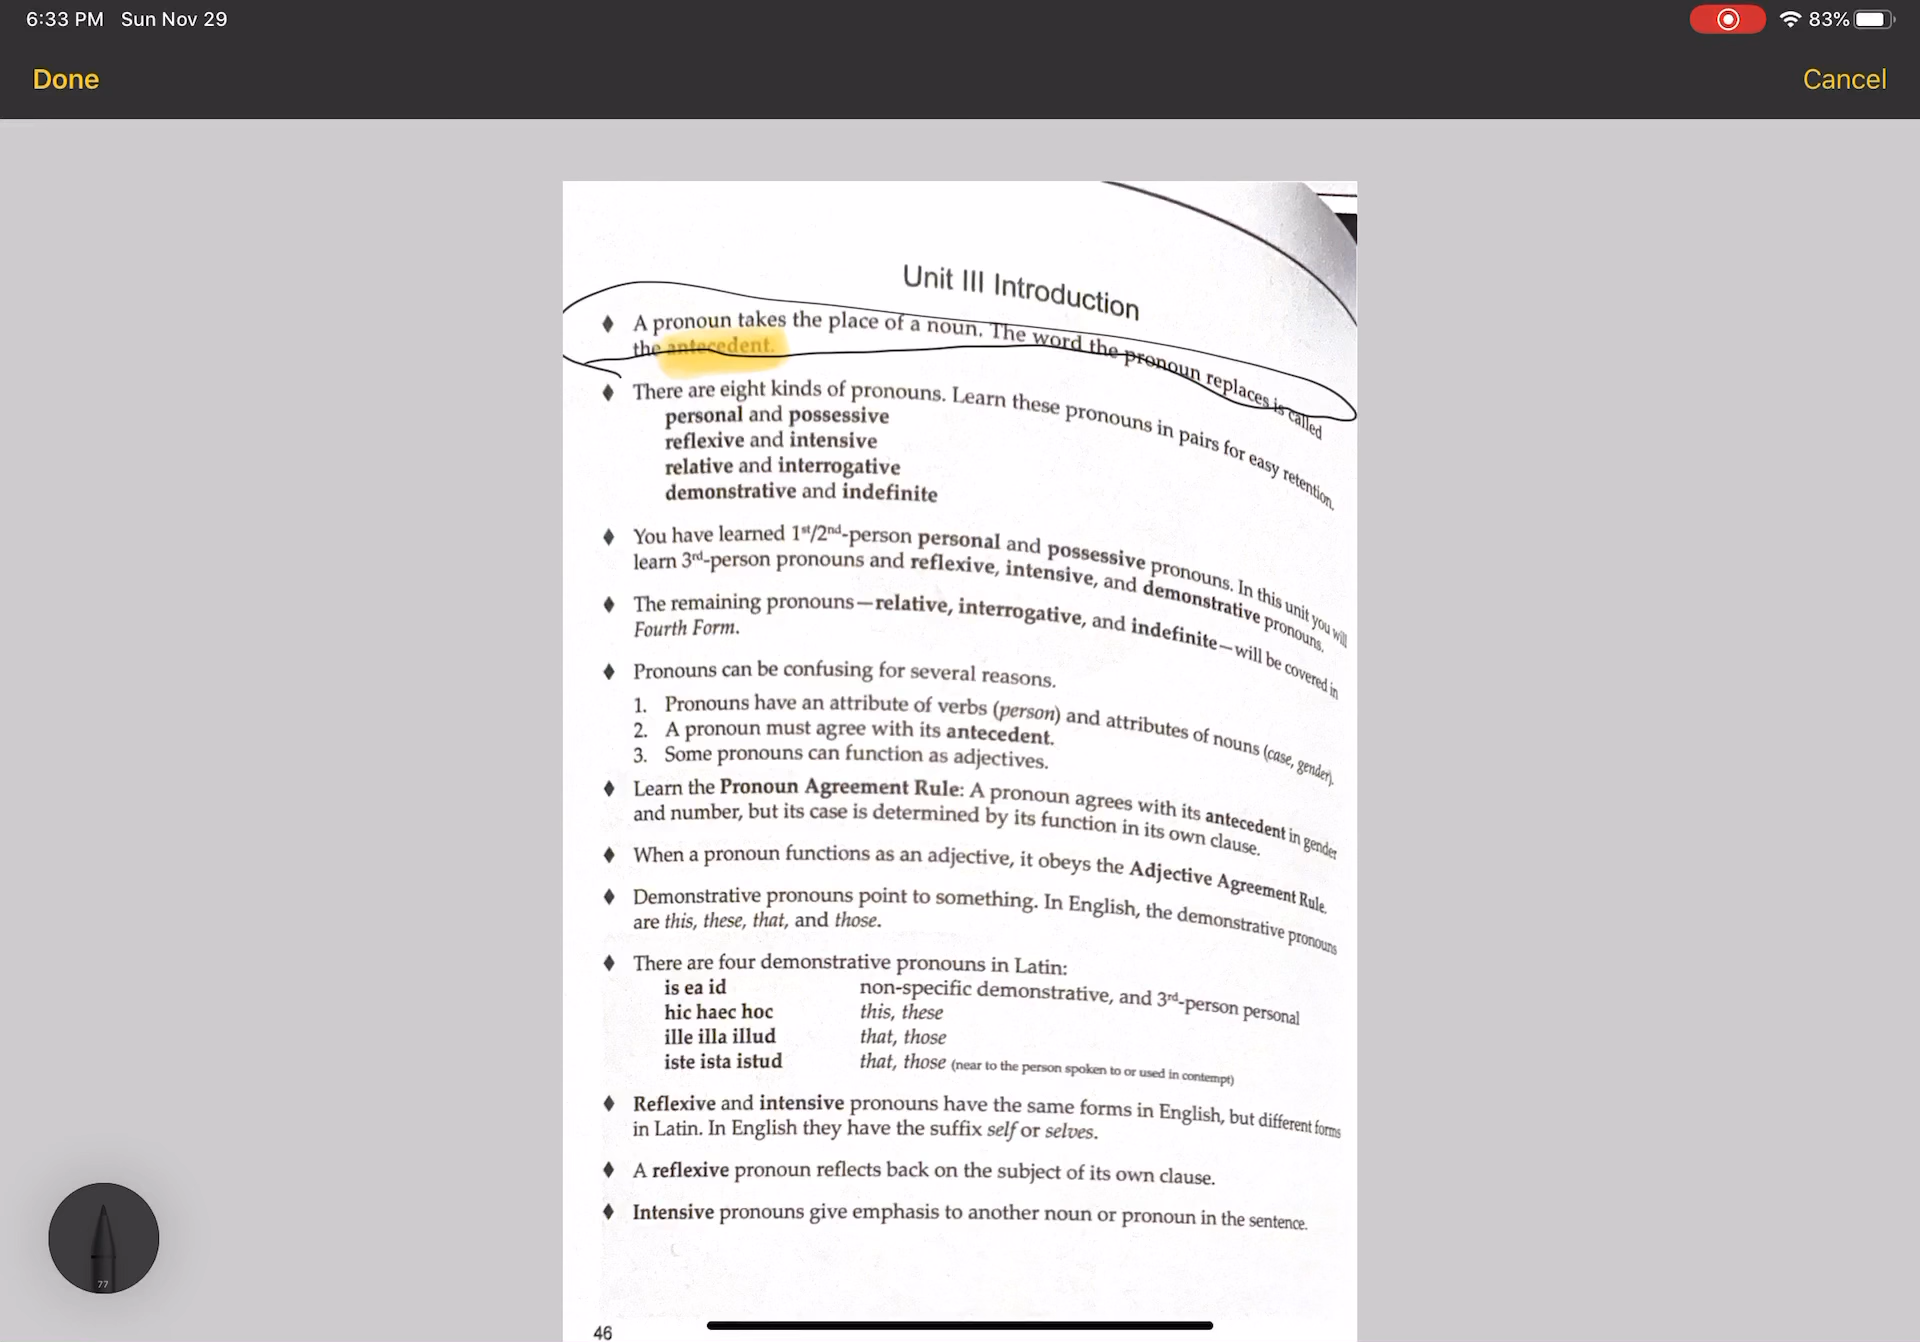 6:33 PM Sun Nov 29
83%
Done
Cancel
Unit III Introduction
♦ A pronoun takes the place of a noun. The word the pronoun replaces is called
the antecedent.
♦ There are eight kinds of pronouns. Learn these pronouns in pairs for easy retention.
personal and possessive
reflexive and intensive
relative and interrogative
demonstrative and indefinite
♦ You have learned 1st/2nd-person personal and possessive pronouns. In this unit you will
learn 3rd-person pronouns and reflexive, intensive, and demonstrative pronouns.
♦ The remaining pronouns—relative, interrogative, and indefinite—will be covered in
Fourth Form.
♦ Pronouns can be confusing for several reasons.
1. Pronouns have an attribute of verbs (person) and attributes of nouns (case, gender).
2. A pronoun must agree with its antecedent.
3. Some pronouns can function as adjectives.
♦ Learn the Pronoun Agreement Rule: A pronoun agrees with its antecedent in gender
and number, but its case is determined by its function in its own clause.
♦ When a pronoun functions as an adjective, it obeys the Adjective Agreement Rule.
♦ Demonstrative pronouns point to something. In English, the demonstrative pronouns
are this, these, that, and those.
♦ There are four demonstrative pronouns in Latin:
is ea id non-specific demonstrative, and 3rd-person personal
hic haec hoc this, these
ille illa illud that, those
iste ista istud that, those (near to the person spoken to or used in contempt)
♦ Reflexive and intensive pronouns have the same forms in English, but different forms
in Latin. In English they have the suffix self or selves.
♦ A reflexive pronoun reflects back on the subject of its own clause.
♦ Intensive pronouns give emphasis to another noun or pronoun in the sentence.
77
46